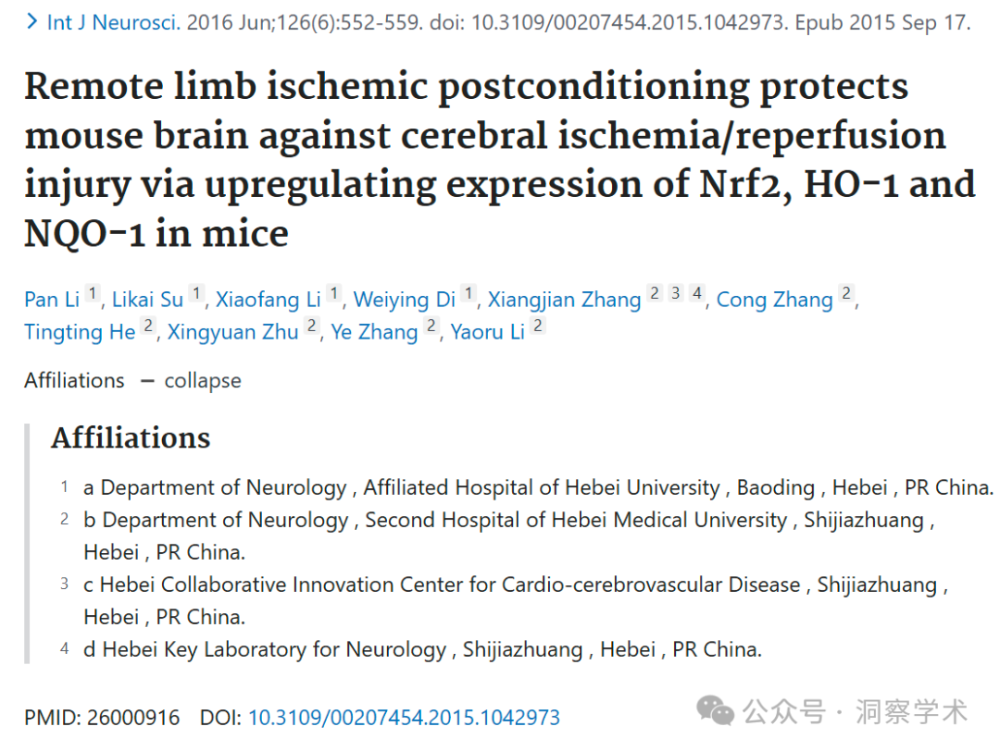 > Int J Neurosci. 2016 Jun;126(6):552-559. doi: 10.3109/00207454.2015.1042973. Epub 2015 Sep 17.
Remote limb ischemic postconditioning protects
mouse brain against cerebral ischemia/reperfusion
injury via upregulating expression of Nrf2, HO-1 and
NQO-1 in mice
Pan Li 1, Likai Su 1, Xiaofang Li 1, Weiying Di 1, Xiangjian Zhang 2 3 4, Cong Zhang 2,
Tingting He 2, Xingyuan Zhu 2, Ye Zhang 2, Yaoru Li 2
Affiliations — collapse
Affiliations
1 a Department of Neurology , Affiliated Hospital of Hebei University , Baoding , Hebei , PR China.
2 b Department of Neurology , Second Hospital of Hebei Medical University , Shijiazhuang ,
Hebei , PR China.
3 c Hebei Collaborative Innovation Center for Cardio-cerebrovascular Disease , Shijiazhuang ,
Hebei , PR China.
4 d Hebei Key Laboratory for Neurology , Shijiazhuang , Hebei , PR China.
PMID: 26000916 DOI: 10.3109/00207454.2015.1042973
公众号 · 洞察学术